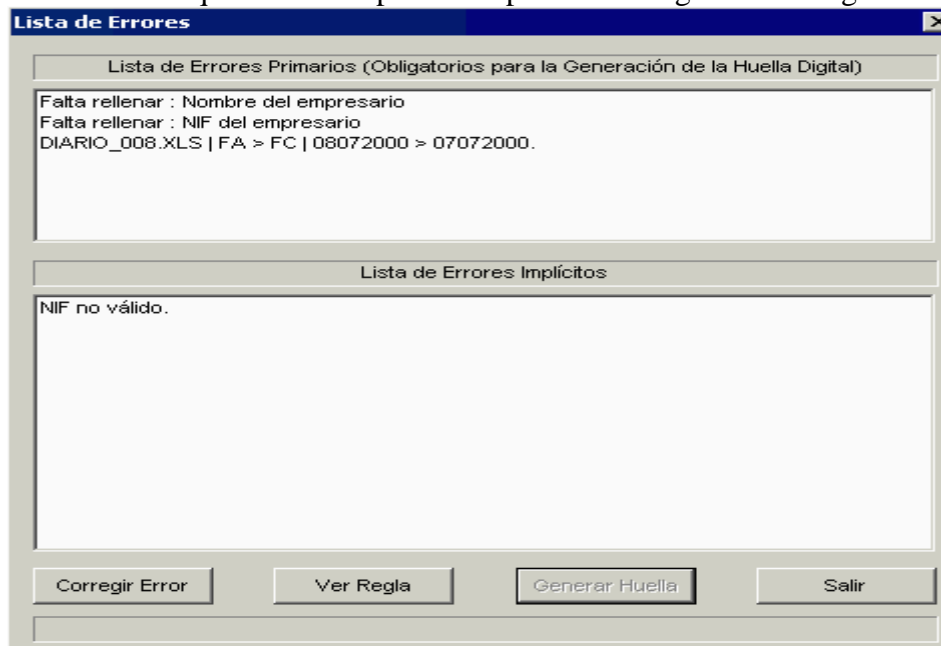 Lista de Errores
Lista de Errores Primarios (Obligatorios para la Generación de la Huella Digital)
Falta rellenar : Nombre del empresario
Falta rellenar : NIF del empresario
DIARIO_008.XLS | FA > FC | 08072000 > 07072000.
Lista de Errores Implícitos
NIF no válido.
Corregir Error Ver Regla Generar Huella Salir